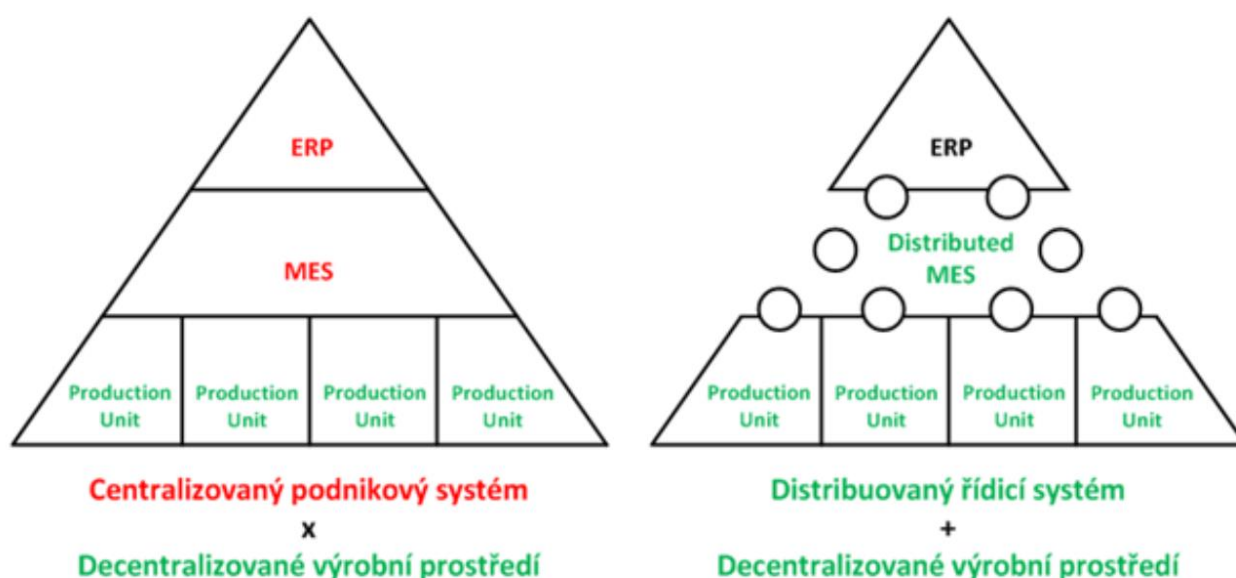 ERP
MES
Production
Unit
Production
Unit
Production
Unit
Production
Unit
Centralizovaný podnikový systém
x
Decentralizované výrobní prostředí
ERP
Distributed
MES
Production
Unit
Production
Unit
Production
Unit
Production
Unit
Distribuovaný řídicí systém
+
Decentralizované výrobní prostředí